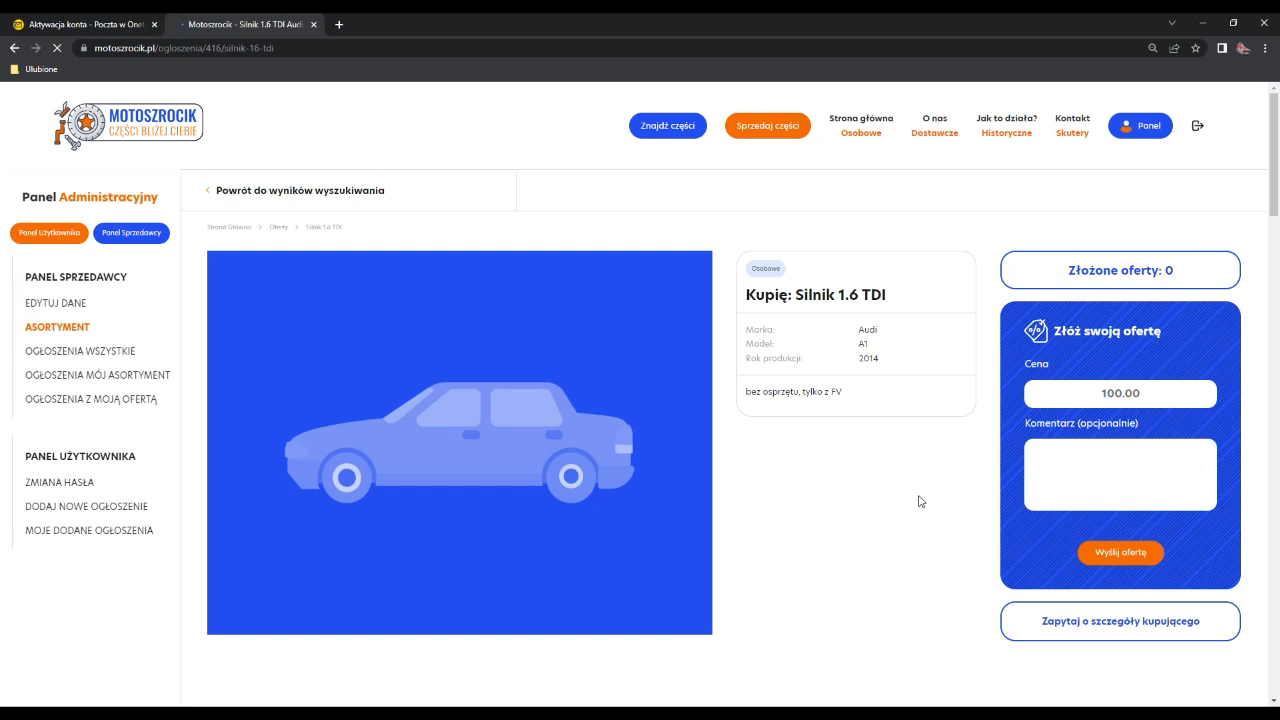 Aktywacja konta - Poczta w Onet
Motoszrocik - Silnik 1.6 TDI Audi
motoszrocik.pl/ogloszenia/416/silnik-16-tdi
Ulubione
MOTOSZROCIK
CZĘŚCI BLIŻEJ CIEBIE
Znajdź części
Sprzedaj części
Strona główna
O nas
Jak to działa?
Kontakt
Osobowe
Dostawcze
Historyczne
Skutery
Panel
Panel Administracyjny
Panel Użytkownika
Panel Sprzedawcy
PANEL SPRZEDAWCY
EDYTUJ DANE
ASORTYMENT
OGŁOSZENIA WSZYSTKIE
OGŁOSZENIA MÓJ ASORTYMENT
OGŁOSZENIA Z MOJĄ OFERTĄ
PANEL UŻYTKOWNIKA
ZMIANA HASŁA
DODAJ NOWE OGŁOSZENIE
MOJE DODANE OGŁOSZENIA
Powrót do wyników wyszukiwania
Strona Główna > Oferty > Silnik 1.6 TDI
Osobowe
Kupię: Silnik 1.6 TDI
Marka: Audi
Model: A1
Rok produkcji: 2014
bez osprzętu, tylko z FV
Złożone oferty: 0
Złóż swoją ofertę
Cena
100.00
Komentarz (opcjonalnie)
Wyślij ofertę
Zapytaj o szczegóły kupującego